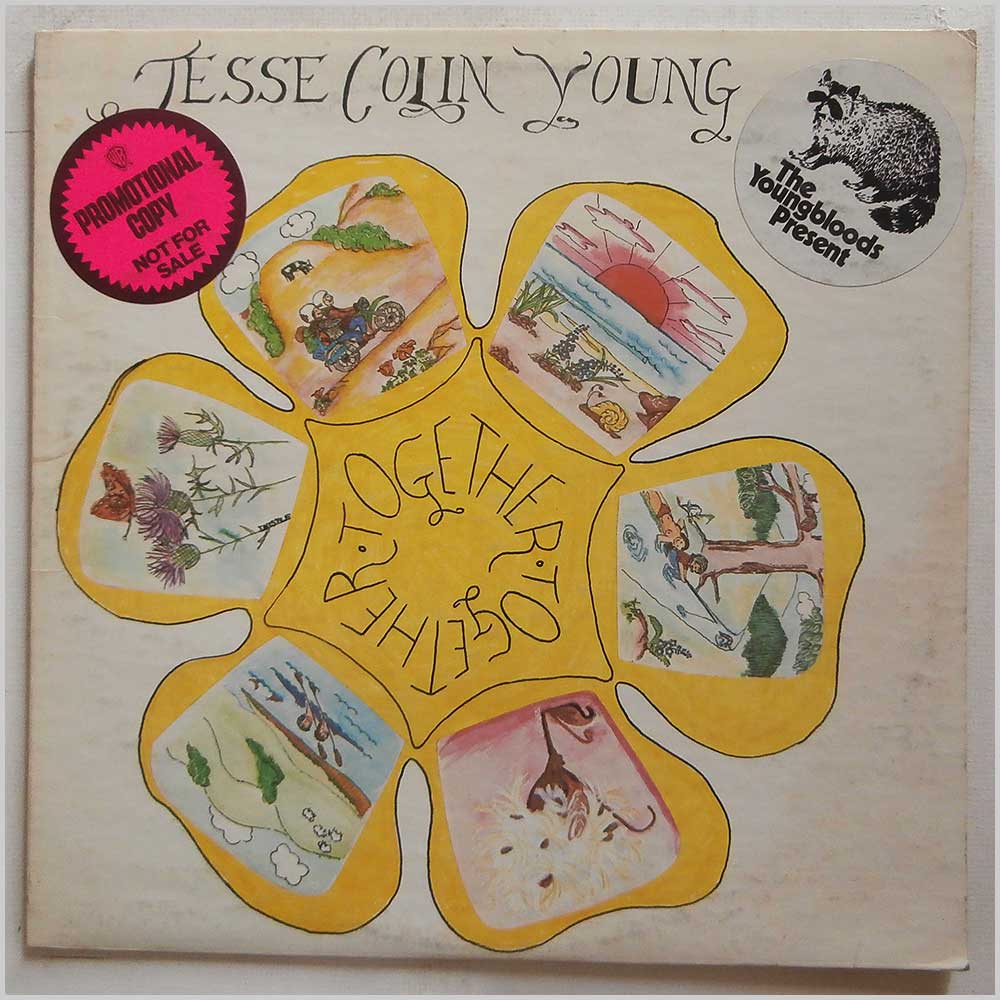 JESSE COLIN YOUNG
PROMOTIONAL
COPY
NOT FOR
SALE
The
Youngbloods
Present
TOGETHER · TOGETHER ·